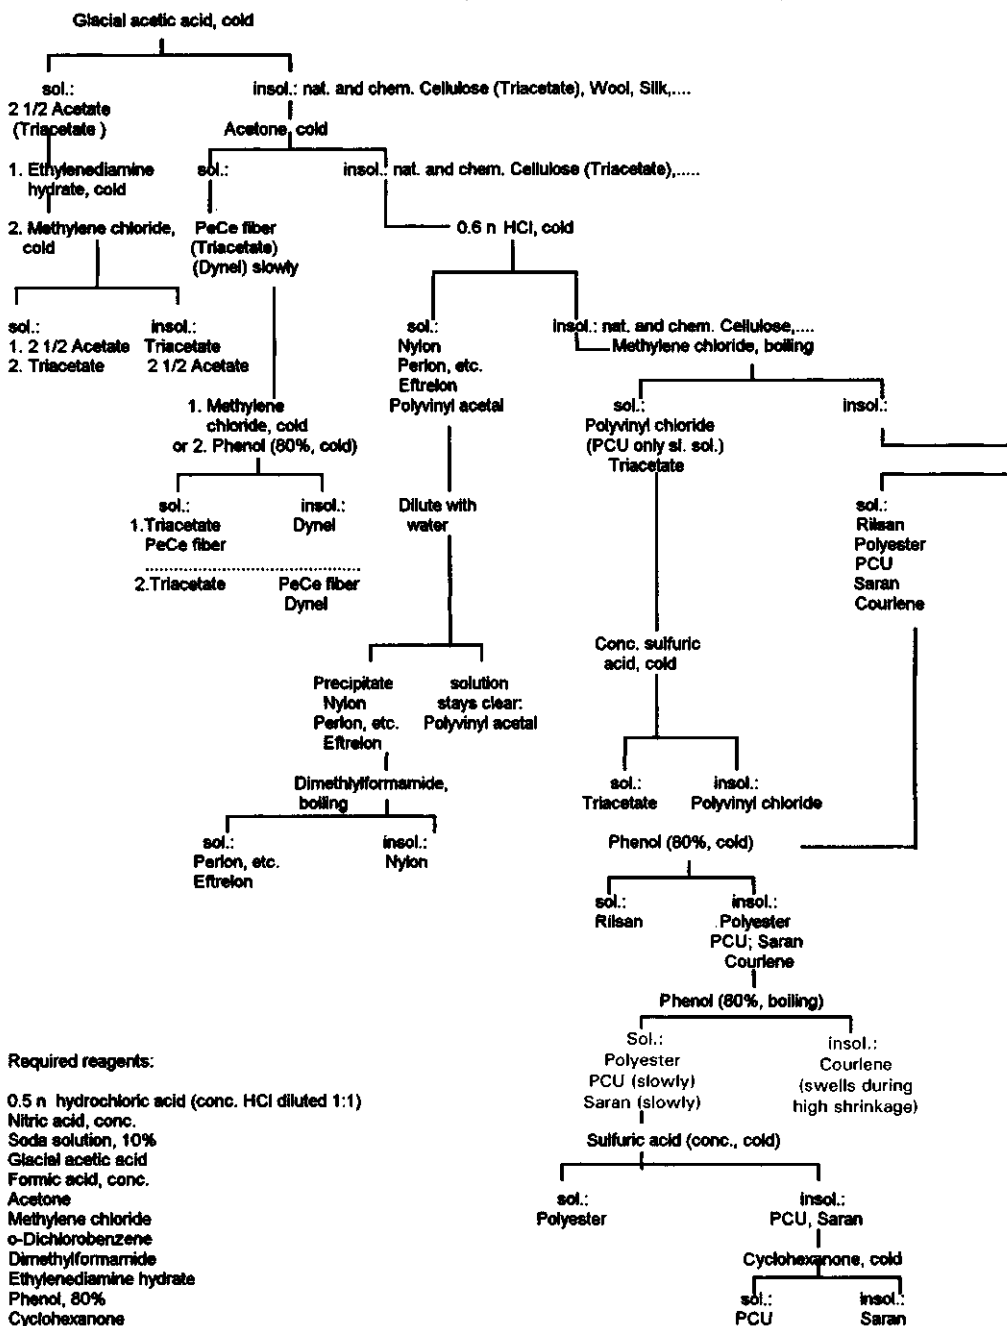 Glacial acetic acid, cold
sol.:
2 1/2 Acetate
(Triacetate )
insol.: nat. and chem. Cellulose (Triacetate), Wool, Silk,....
Acetone, cold
1. Ethylenediamine
hydrate, cold
sol.:
insol.: nat. and chem. Cellulose (Triacetate),.....
2. Methylene chloride,
cold
PeCe fiber
(Triacetate)
(Dynel) slowly
0.6 n HCl, cold
sol.:
1. 2 1/2 Acetate
2. Triacetate
insol.:
Triacetate
2 1/2 Acetate
sol.:
Nylon
Perlon, etc.
Eftrelon
Polyvinyl acetal
insol.: nat. and chem. Cellulose,....
Methylene chloride, boiling
1. Methylene
chloride, cold
or 2. Phenol (80%, cold)
sol.:
Polyvinyl chloride
(PCU only sl. sol.)
Triacetate
insol.:
sol.:
1.Triacetate
PeCe fiber
insol.:
Dynel
2.Triacetate
PeCe fiber
Dynel
Dilute with
water
sol.:
Rilsan
Polyester
PCU
Saran
Courlene
Conc. sulfuric
acid, cold
Precipitate
Nylon
Perlon, etc.
Eftrelon
solution
stays clear:
Polyvinyl acetal
Dimethlylformamide,
boiling
sol.:
Perlon, etc.
Eftrelon
insol.:
Nylon
sol.:
Triacetate
insol.:
Polyvinyl chloride
Phenol (80%, cold)
sol.:
Rilsan
insol.:
Polyester
PCU; Saran
Courlene
Phenol (80%, boiling)
Sol.:
Polyester
PCU (slowly)
Saran (slowly)
insol.:
Courlene
(swells during
high shrinkage)
Sulfuric acid (conc., cold)
sol.:
Polyester
insol.:
PCU, Saran
Cyclohexanone, cold
sol.:
PCU
insol.:
Saran
Required reagents:
0.5 n hydrochloric acid (conc. HCl diluted 1:1)
Nitric acid, conc.
Soda solution, 10%
Glacial acetic acid
Formic acid, conc.
Acetone
Methylene chloride
o-Dichlorobenzene
Dimethylformamide
Ethylenediamine hydrate
Phenol, 80%
Cyclohexanone